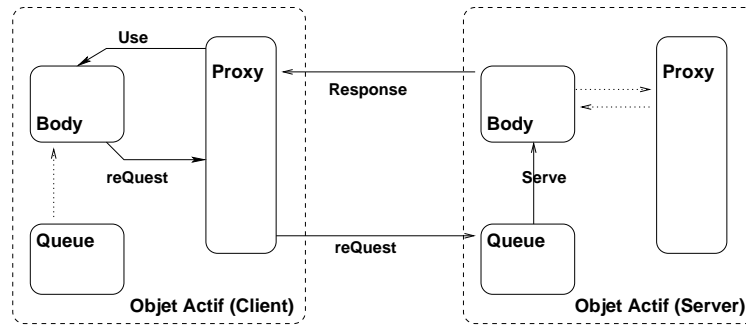 Use
Proxy
Body
reQuest
Queue
Objet Actif (Client)
Response
reQuest
Proxy
Body
Serve
Queue
Objet Actif (Server)